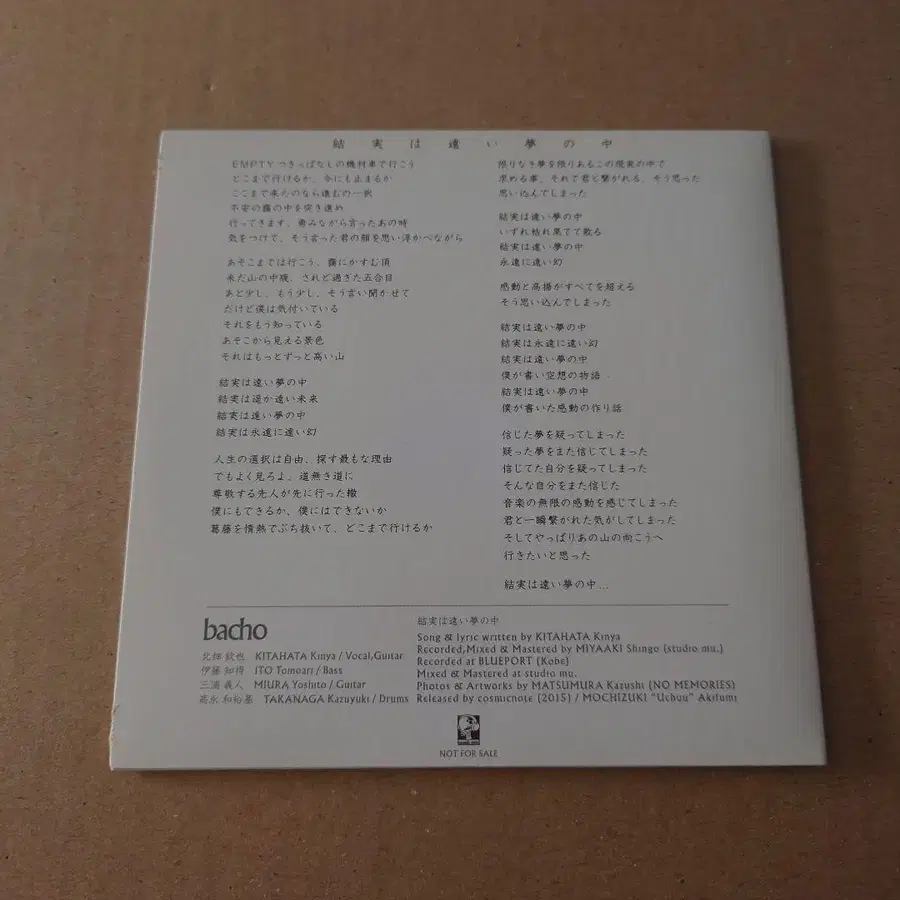 結実は遠い夢の中
EMPTYつきっぱなしの機材車で行こう
どこまで行けるか、今にも止まるか
ここまで来たのなら進むの一択
不安の霧の中を突き進め
行ってきます、勇みながら言ったあの時
気をつけて、そう言った君の顔を思い浮かべながら
あそこまでは行こう、霧にかすむ頂
未だ山の中腹、されど過ぎた五合目
あと少し、もう少し、そう言い聞かせて
だけど僕は気付いている
それをもう知っている
あそこから見える景色
それはもっとずっと高い山
結実は遠い夢の中
結実は遥か遠い未来
結実は遠い夢の中
結実は永遠に遠い幻
人生の選択は自由、探す最もな理由
でもよく見ろよ。道無き道に
尊敬する先人が先に行った轍
僕にもできるか、僕にはできないか
葛藤を情熱でぶち抜いて、どこまで行けるか
限りなき夢を限りあるこの現実の中で
求める事、それで君と繋がれる、そう思った
思い込んでしまった
結実は遠い夢の中
いずれ枯れ果てて散る
結実は遠い夢の中
永遠に遠い幻
感動と高揚がすべてを超える
そう思い込んでしまった
結実は遠い夢の中
結実は永遠に遠い幻
結実は遠い夢の中
僕が書い空想の物語
結実は遠い夢の中
僕が書いた感動の作り話
信じた夢を疑ってしまった
疑った夢をまた信じてしまった
信じてた自分を疑ってしまった
そんな自分をまた信じた
音楽の無限の感動を感じてしまった
君と一瞬繋がれた気がしてしまった
そしてやっぱりあの山の向こうへ
行きたいと思った
結実は遠い夢の中...
bacho
北畑 欽也 KITAHATA Kinya / Vocal,Guitar
伊藤 知得 ITO Tomoari / Bass
三浦 義人 MIURA Yoshito / Guitar
高永 和裕基 TAKANAGA Kazuyuki / Drums
結実は遠い夢の中
Song & lyric written by KITAHATA Kinya
Recorded,Mixed & Mastered by MIYAAKI Shingo (studio mu.)
Recorded at BLUEPORT (Kobe)
Mixed & Mastered at studio mu.
Photos & Artworks by MATSUMURA Kazushi (NO MEMORIES)
Released by cosmicnote (2015) / MOCHIZUKI "Uchuu" Akifumi
NOT FOR SALE